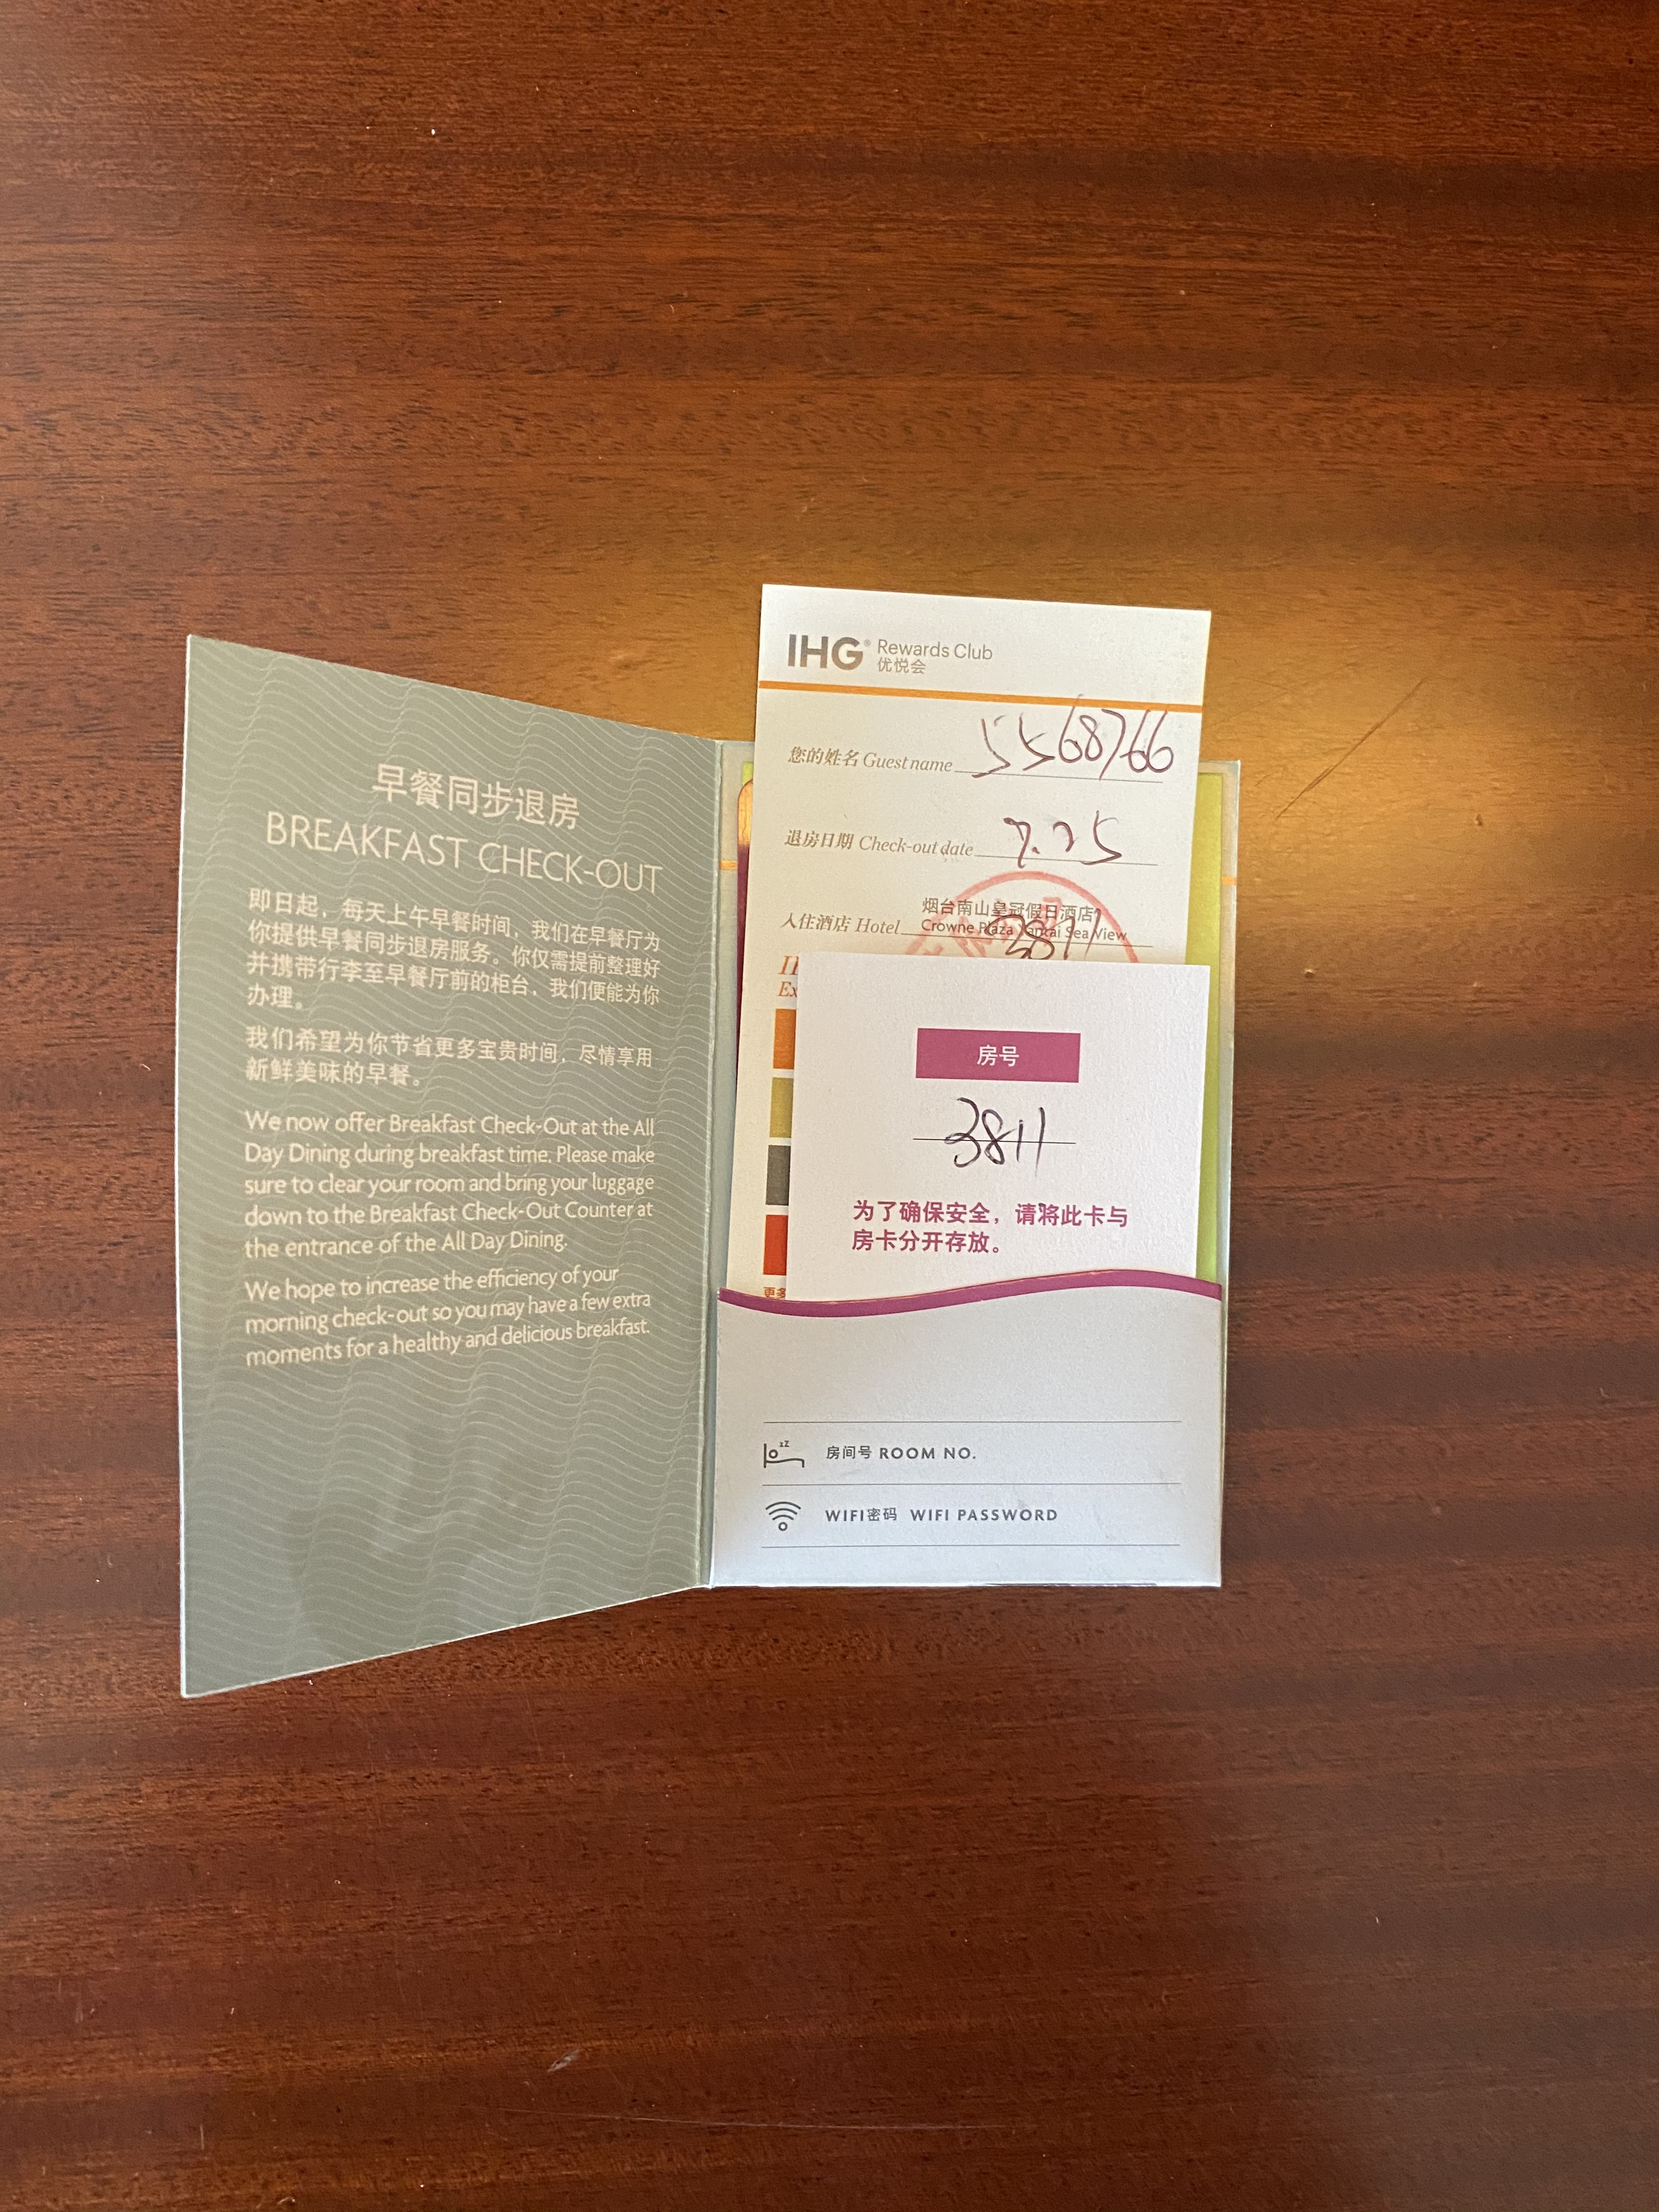 早餐同步退房
BREAKFAST CHECK-OUT
即日起，每天上午早餐时间，我们在早餐厅为
你提供早餐同步退房服务。你仅需提前整理好
并携带行李至早餐厅前的柜台，我们便能为你
办理。
我们希望为你节省更多宝贵时间，尽情享用
新鲜美味的早餐。
We now offer Breakfast Check-Out at the All
Day Dining during breakfast time. Please make
sure to clear your room and bring your luggage
down to the Breakfast Check-Out Counter at
the entrance of the All Day Dining.
We hope to increase the efficiency of your
morning check-out so you may have a few extra
moments for a healthy and delicious breakfast.
IHG® Rewards Club
优悦会
您的姓名 Guest name 5568766
退房日期 Check-out date 7.25
烟台南山皇冠假日酒店
入住酒店 Hotel Crowne Plaza Yantai Sea View
3811
Ex
房号
3811
为了确保安全，请将此卡与
房卡分开存放。
更多
房间号 ROOM NO.
WIFI密码 WIFI PASSWORD